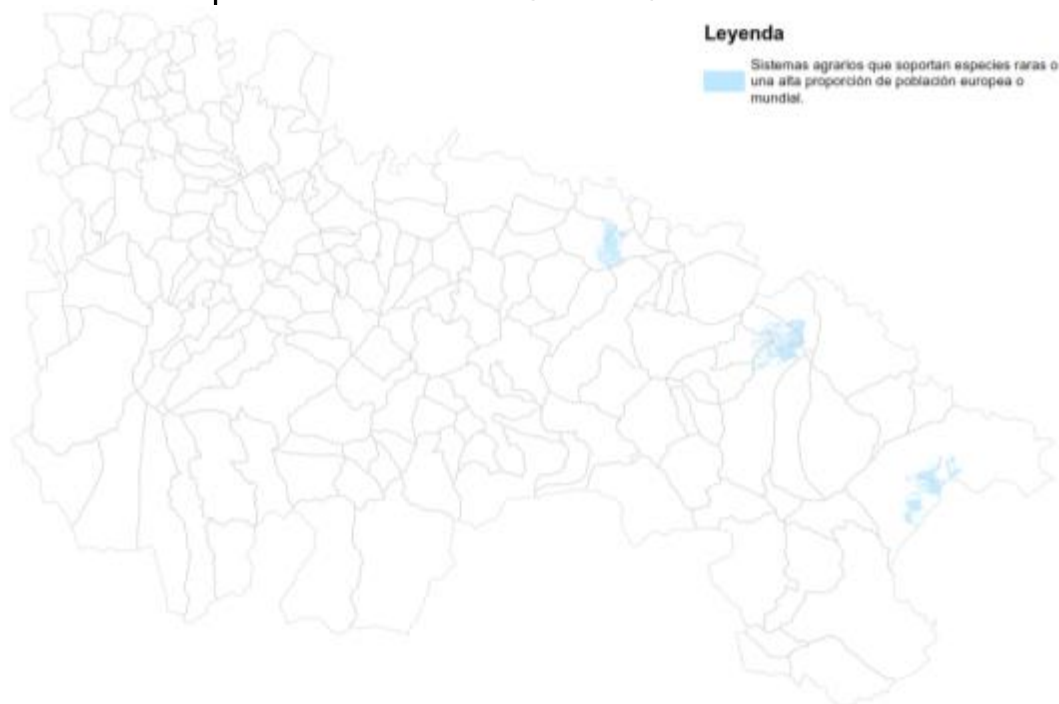 Leyenda
Sistemas agrarios que soportan especies raras o
una alta proporción de población europea o
mundial.